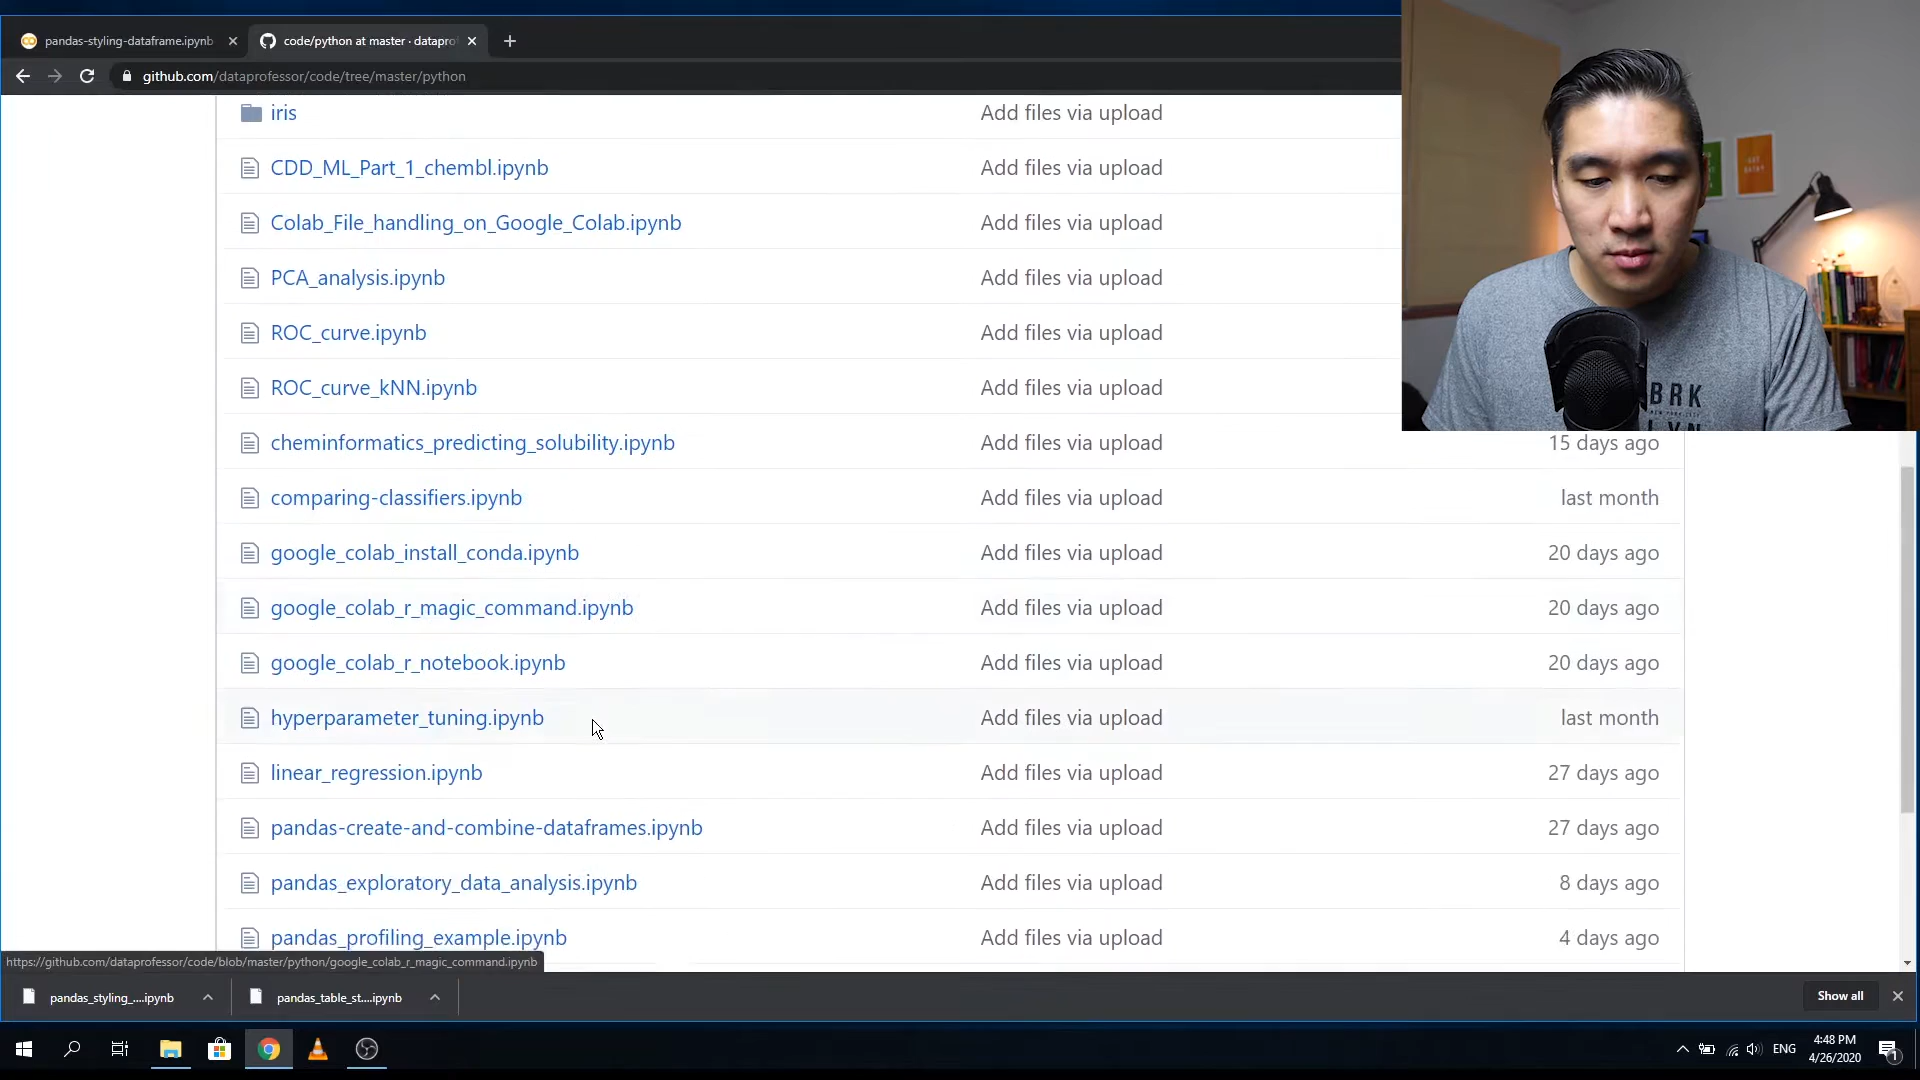 pandas-styling-dataframe.ipynb
code/python at master · datapro
github.com/dataprofessor/code/tree/master/python
iris Add files via upload
CDD_ML_Part_1_chembl.ipynb Add files via upload
Colab_File_handling_on_Google_Colab.ipynb Add files via upload
PCA_analysis.ipynb Add files via upload
ROC_curve.ipynb Add files via upload
ROC_curve_kNN.ipynb Add files via upload
cheminformatics_predicting_solubility.ipynb Add files via upload 15 days ago
comparing-classifiers.ipynb Add files via upload last month
google_colab_install_conda.ipynb Add files via upload 20 days ago
google_colab_r_magic_command.ipynb Add files via upload 20 days ago
google_colab_r_notebook.ipynb Add files via upload 20 days ago
hyperparameter_tuning.ipynb Add files via upload last month
linear_regression.ipynb Add files via upload 27 days ago
pandas-create-and-combine-dataframes.ipynb Add files via upload 27 days ago
pandas_exploratory_data_analysis.ipynb Add files via upload 8 days ago
pandas_profiling_example.ipynb Add files via upload 4 days ago
https://github.com/dataprofessor/code/blob/master/python/google_colab_r_magic_command.ipynb
pandas_styling_....ipynb pandas_table_st....ipynb Show all
ENG
4:48 PM
4/26/2020
1
BRK